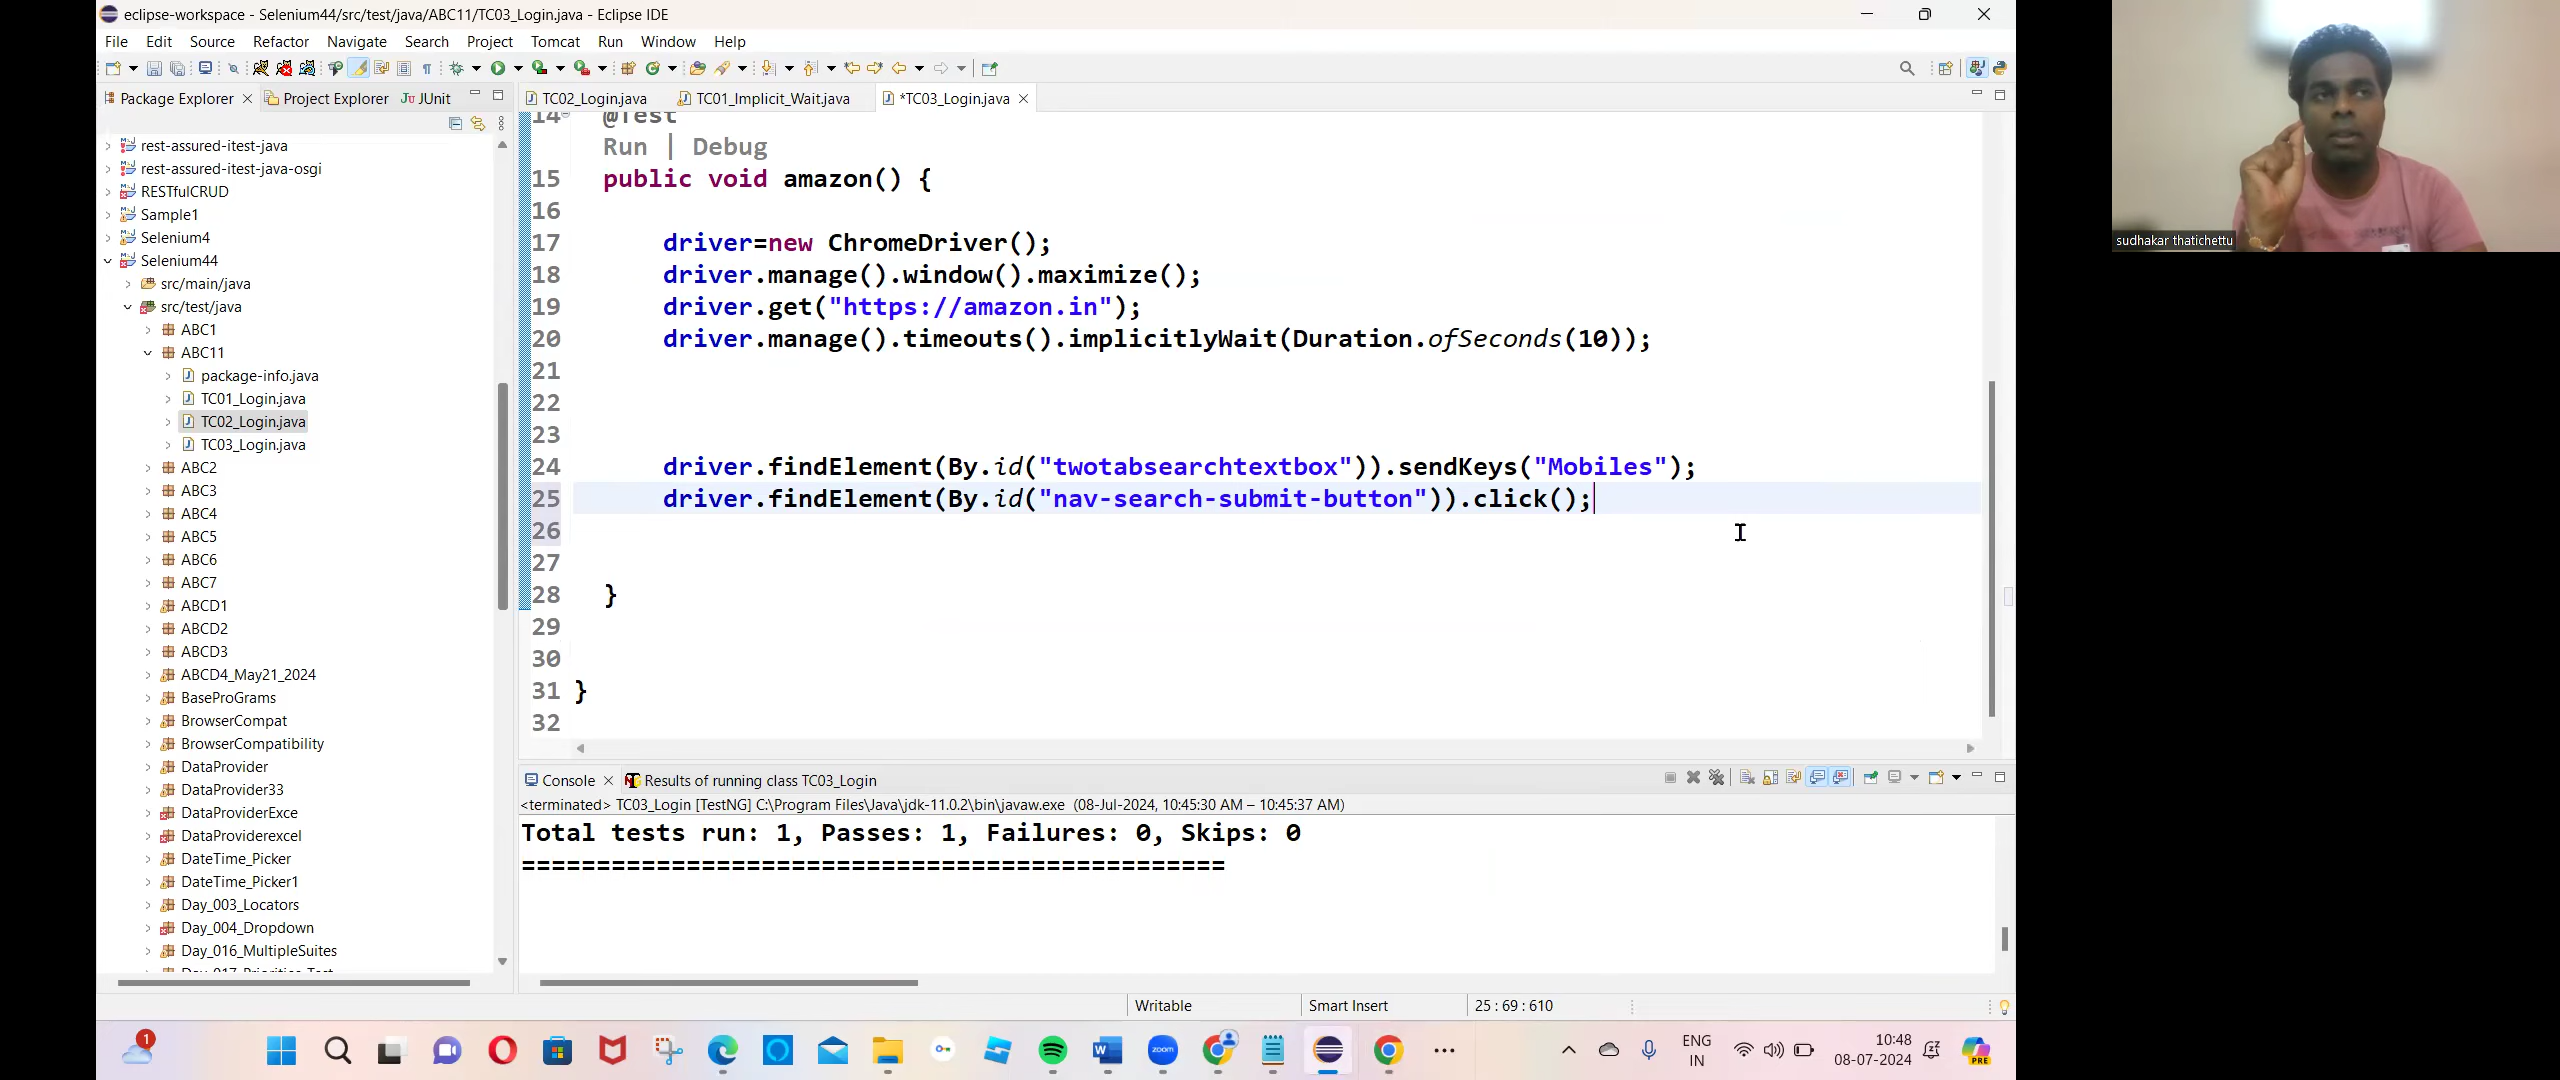 eclipse-workspace - Selenium44/src/test/java/ABC11/TC03_Login.java - Eclipse IDE
File Edit Source Refactor Navigate Search Project Tomcat Run Window Help
Package Explorer Project Explorer JUnit
TC02_Login.java TC01_Implicit_Wait.java *TC03_Login.java
rest-assured-itest-java
rest-assured-itest-java-osgi
RESTfulCRUD
Sample1
Selenium4
Selenium44
src/main/java
src/test/java
ABC1
ABC11
package-info.java
TC01_Login.java
TC02_Login.java
TC03_Login.java
ABC2
ABC3
ABC4
ABC5
ABC6
ABC7
ABCD1
ABCD2
ABCD3
ABCD4_May21_2024
BaseProGrams
BrowserCompat
BrowserCompatibility
DataProvider
DataProvider33
DataProviderExce
DataProviderexcel
DateTime_Picker
DateTime_Picker1
Day_003_Locators
Day_004_Dropdown
Day_016_MultipleSuites
Day_017_Priorities_Test
14 @Test
Run | Debug
15 public void amazon() {
16
17 driver=new ChromeDriver();
18 driver.manage().window().maximize();
19 driver.get("https://amazon.in");
20 driver.manage().timeouts().implicitlyWait(Duration.ofSeconds(10));
21
22
23
24 driver.findElement(By.id("twotabsearchtextbox")).sendKeys("Mobiles");
25 driver.findElement(By.id("nav-search-submit-button")).click();
26
27
28 }
29
30
31 }
32
Console Results of running class TC03_Login
<terminated> TC03_Login [TestNG] C:\Program Files\Java\jdk-11.0.2\bin\javaw.exe (08-Jul-2024, 10:45:30 AM – 10:45:37 AM)
Total tests run: 1, Passes: 1, Failures: 0, Skips: 0
===============================================
Writable Smart Insert 25 : 69 : 610
1
zoom
ENG
IN
10:48
08-07-2024
PRE
sudhakar thatichettu